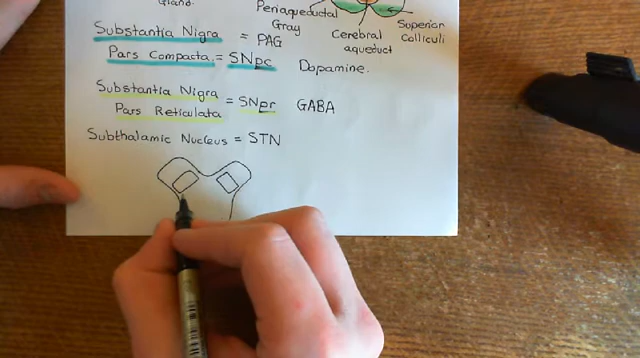 Gland.
Periaqueductal
Gray
= PAG
Cerebral
aqueduct
Superior
Colliculi
Substantia Nigra
Pars Compacta = SNpc
Dopamine.
Substantia Nigra
Pars Reticulata = SNpr GABA
Subthalamic Nucleus = STN